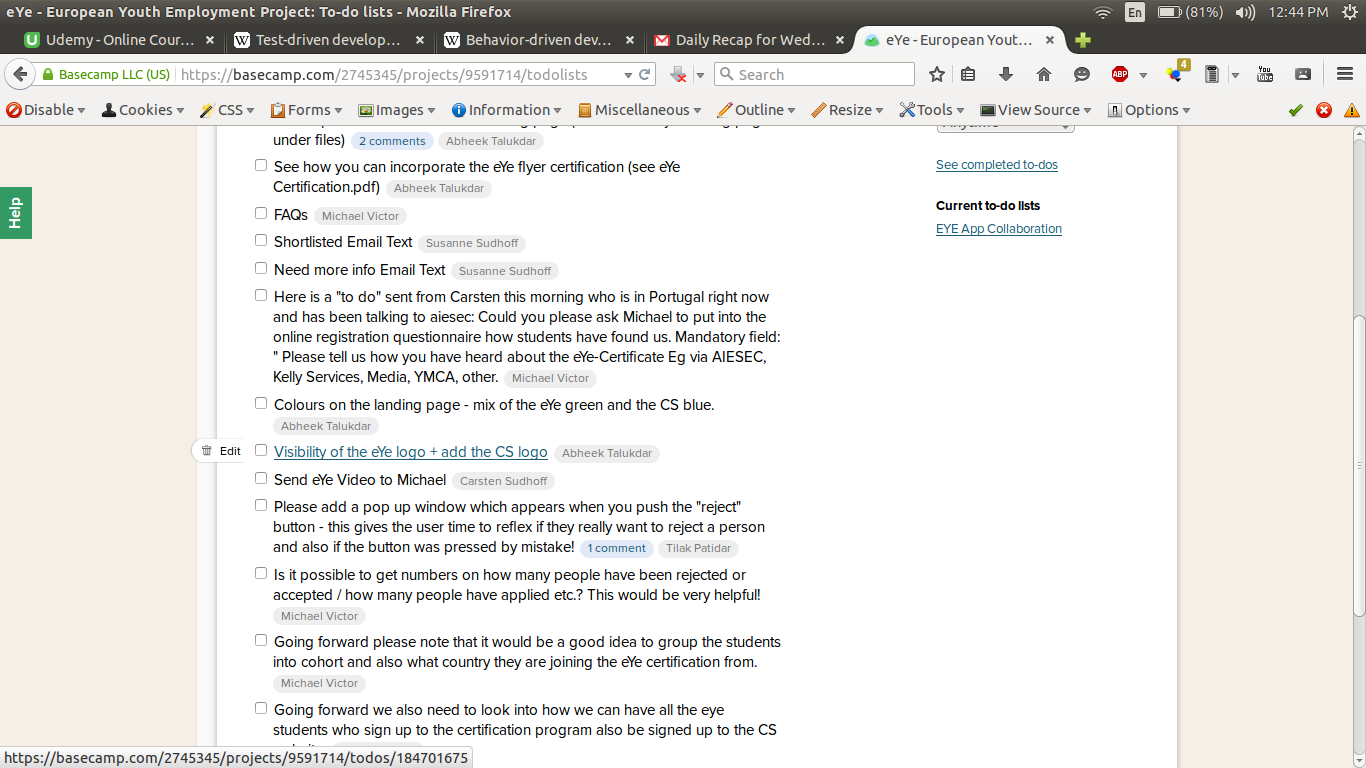 eYe - European Youth Employment Project: To-do lists - Mozilla Firefox
En (81%) 12:44 PM
Udemy - Online Cour... × Test-driven develop... × Behavior-driven dev... × Daily Recap for Wed... × eYe - European Yout... ×
Basecamp LLC (US) https://basecamp.com/2745345/projects/9591714/todolists Search ABP 4 You Tube
Disable Cookies CSS Forms Images Information Miscellaneous Outline Resize Tools View Source Options
under files) 2 comments Abheek Talukdar
See how you can incorporate the eYe flyer certification (see eYe
Certification.pdf) Abheek Talukdar
FAQs Michael Victor
Shortlisted Email Text Susanne Sudhoff
Need more info Email Text Susanne Sudhoff
Here is a "to do" sent from Carsten this morning who is in Portugal right now
and has been talking to aiesec: Could you please ask Michael to put into the
online registration questionnaire how students have found us. Mandatory field:
" Please tell us how you have heard about the eYe-Certificate Eg via AIESEC,
Kelly Services, Media, YMCA, other. Michael Victor
Colours on the landing page - mix of the eYe green and the CS blue.
Abheek Talukdar
Edit Visibility of the eYe logo + add the CS logo Abheek Talukdar
Send eYe Video to Michael Carsten Sudhoff
Please add a pop up window which appears when you push the "reject"
button - this gives the user time to reflex if they really want to reject a person
and also if the button was pressed by mistake! 1 comment Tilak Patidar
Is it possible to get numbers on how many people have been rejected or
accepted / how many people have applied etc.? This would be very helpful!
Michael Victor
Going forward please note that it would be a good idea to group the students
into cohort and also what country they are joining the eYe certification from.
Michael Victor
Going forward we also need to look into how we can have all the eye
students who sign up to the certification program also be signed up to the CS
https://basecamp.com/2745345/projects/9591714/todos/184701675
Help
See completed to-dos
Current to-do lists
EYE App Collaboration